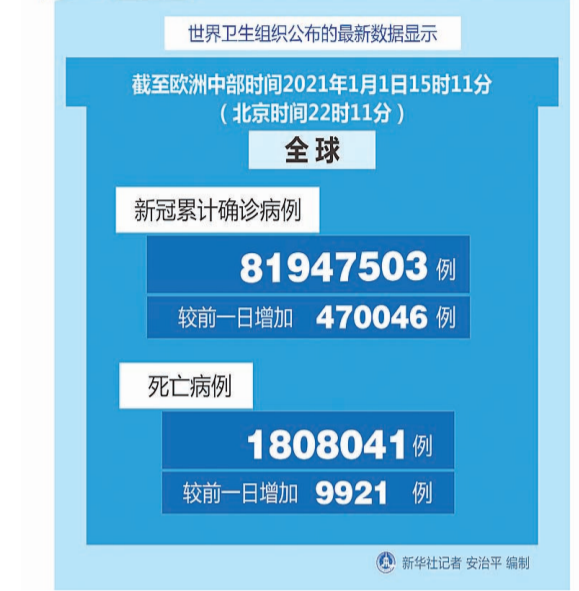 世界卫生组织公布的最新数据显示
截至欧洲中部时间2021年1月1日15时11分
（北京时间22时11分）
全球
新冠累计确诊病例
81947503 例
较前一日增加 470046 例
死亡病例
1808041 例
较前一日增加 9921 例
新华社记者 安治平 编制